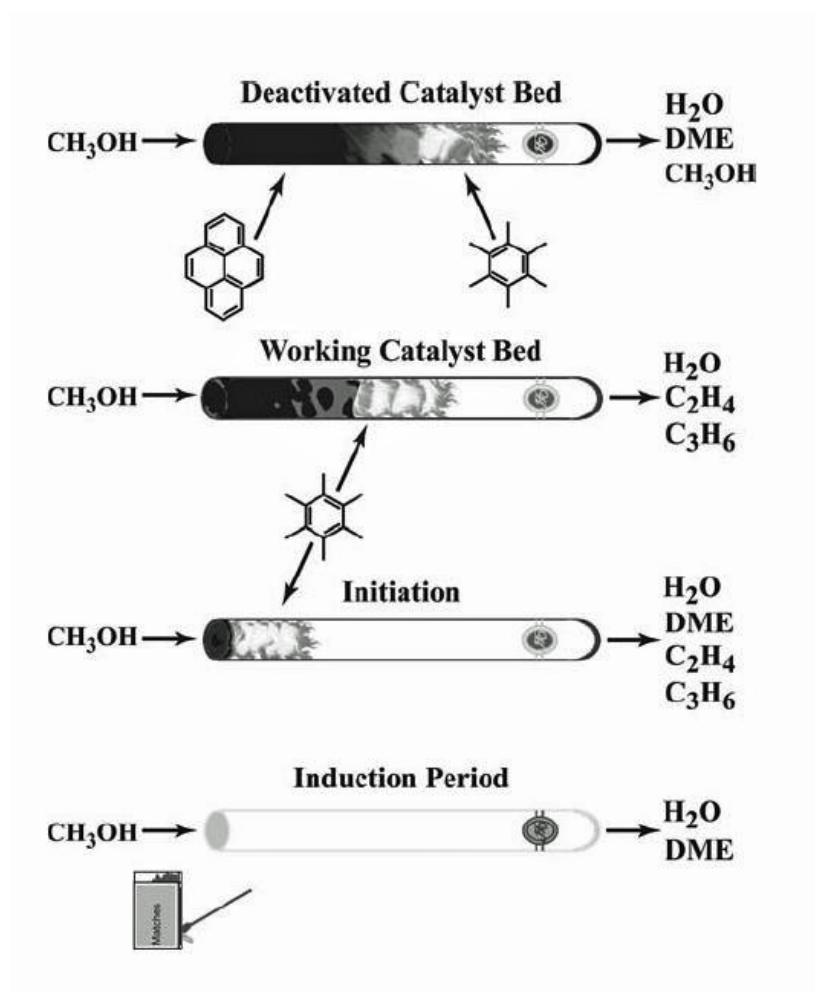 Deactivated Catalyst Bed
CH₃OH
H₂O
DME
CH₃OH
Working Catalyst Bed
CH₃OH
H₂O
C₂H₄
C₃H₆
Initiation
CH₃OH
H₂O
DME
C₂H₄
C₃H₆
Induction Period
CH₃OH
H₂O
DME
Matches